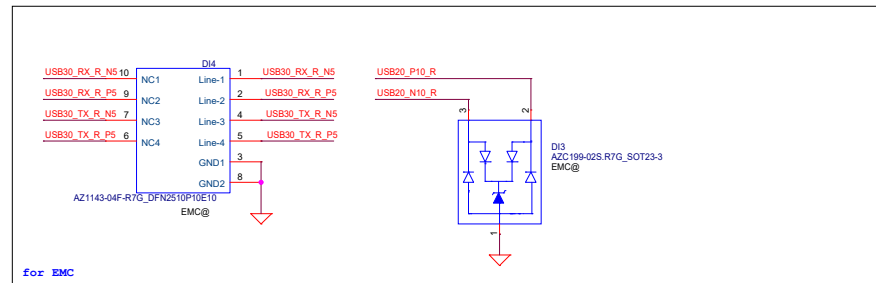 DI4
USB30_RX_R_N5 10 NC1 Line-1 1 USB30_RX_R_N5
USB30_RX_R_P5 9 NC2 Line-2 2 USB30_RX_R_P5
USB30_TX_R_N5 7 NC3 Line-3 4 USB30_TX_R_N5
USB30_TX_R_P5 6 NC4 Line-4 5 USB30_TX_R_P5
GND1 3
GND2 8
AZ1143-04F-R7G_DFN2510P10E10
EMC@
USB20_P10_R
USB20_N10_R
3 2
DI3
AZC199-02S.R7G_SOT23-3
EMC@
1
for EMC